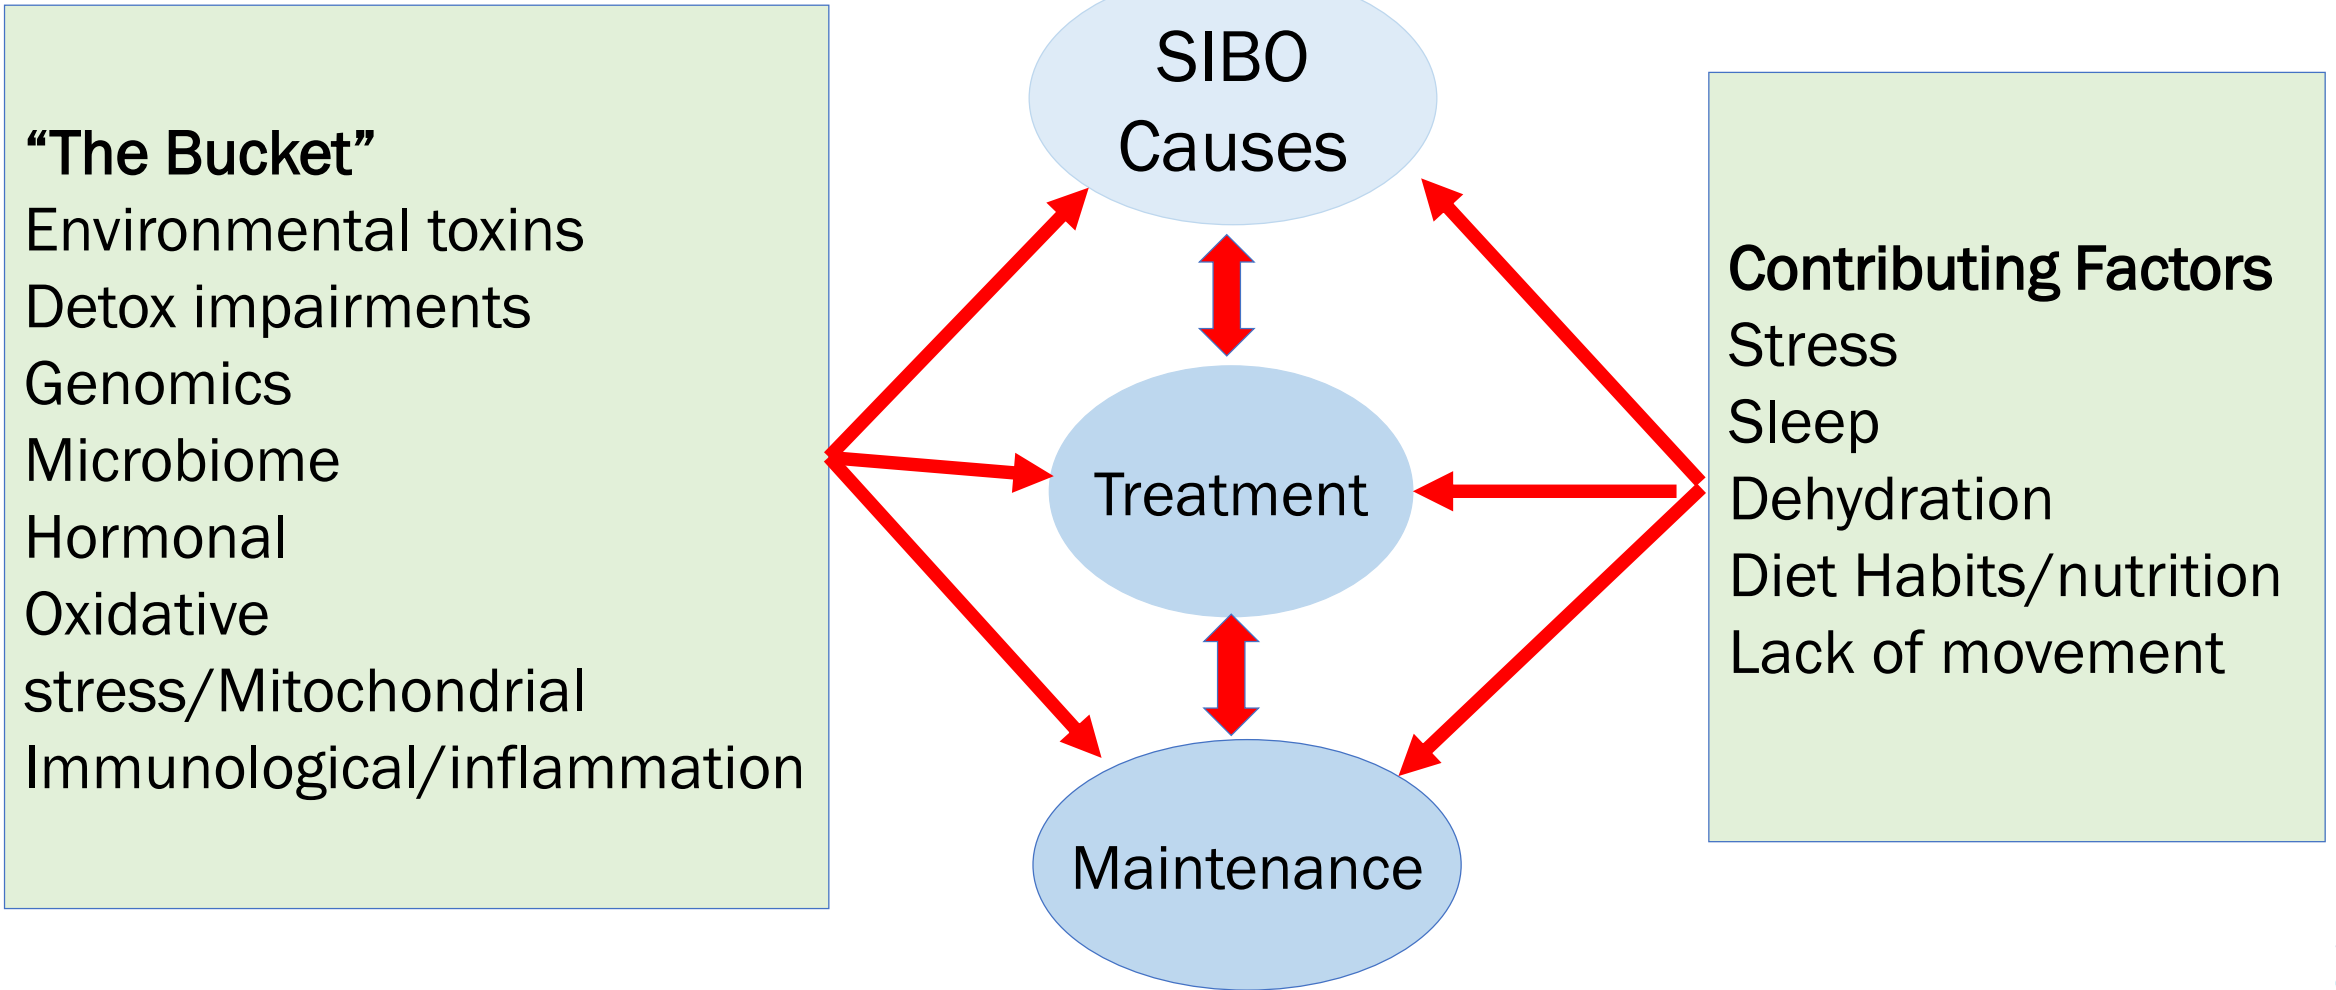 “The Bucket”
Environmental toxins
Detox impairments
Genomics
Microbiome
Hormonal
Oxidative
stress/Mitochondrial
Immunological/inflammation
SIBO
Causes
Treatment
Maintenance
Contributing Factors
Stress
Sleep
Dehydration
Diet Habits/nutrition
Lack of movement